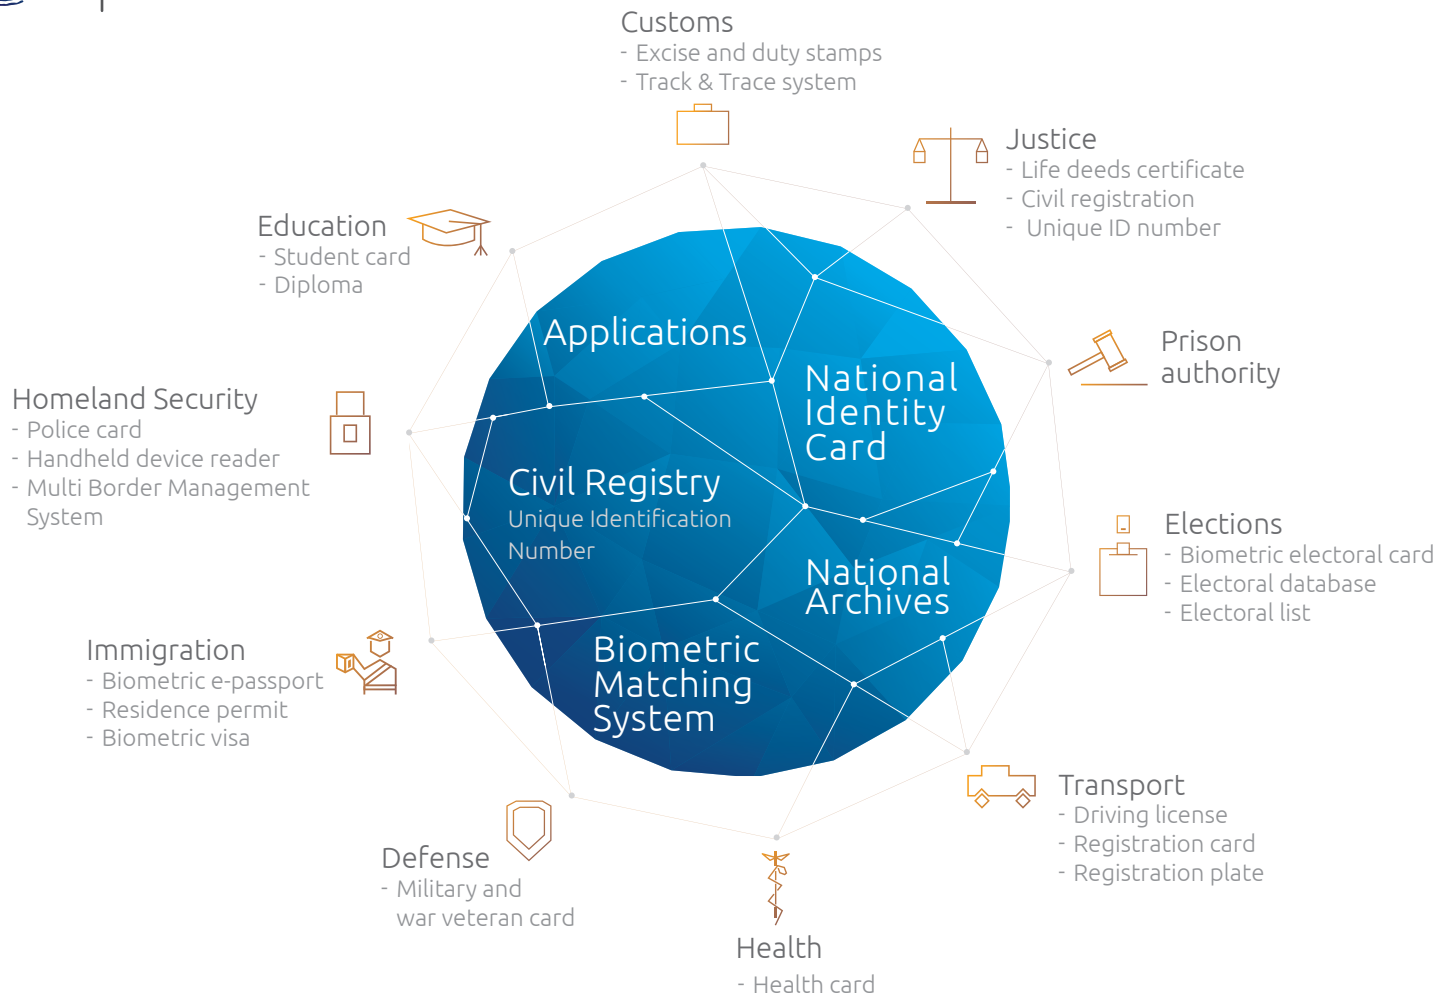 Customs
- Excise and duty stamps
- Track & Trace system
Justice
- Life deeds certificate
- Civil registration
- Unique ID number
Education
- Student card
- Diploma
Applications
Prison
authority
National
Identity
Card
Homeland Security
- Police card
- Handheld device reader
- Multi Border Management
System
Civil Registry
Unique Identification
Number
Elections
- Biometric electoral card
- Electoral database
- Electoral list
National
Archives
Immigration
- Biometric e-passport
- Residence permit
- Biometric visa
Biometric
Matching
System
Transport
- Driving license
- Registration card
- Registration plate
Defense
- Military and
war veteran card
Health
- Health card